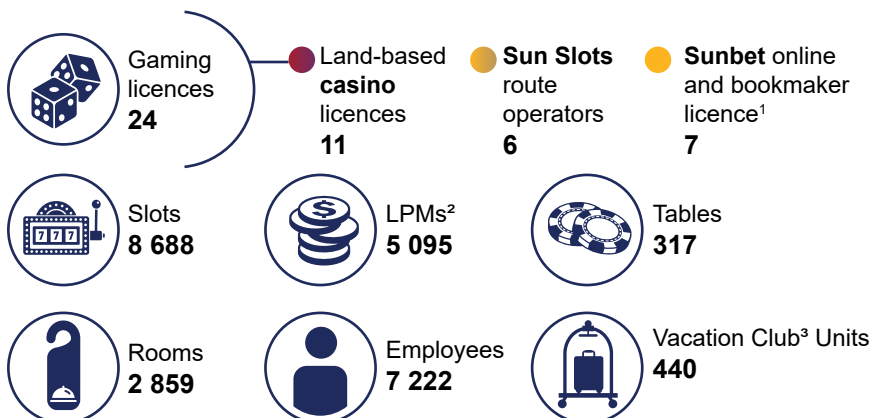 Gaming
licences
24
Land-based
casino
licences
11
Sun Slots
route
operators
6
Sunbet online
and bookmaker
licence¹
7
777
Slots
8 688
$
LPMs²
5 095
Tables
317
Rooms
2 859
Employees
7 222
Vacation Club³ Units
440